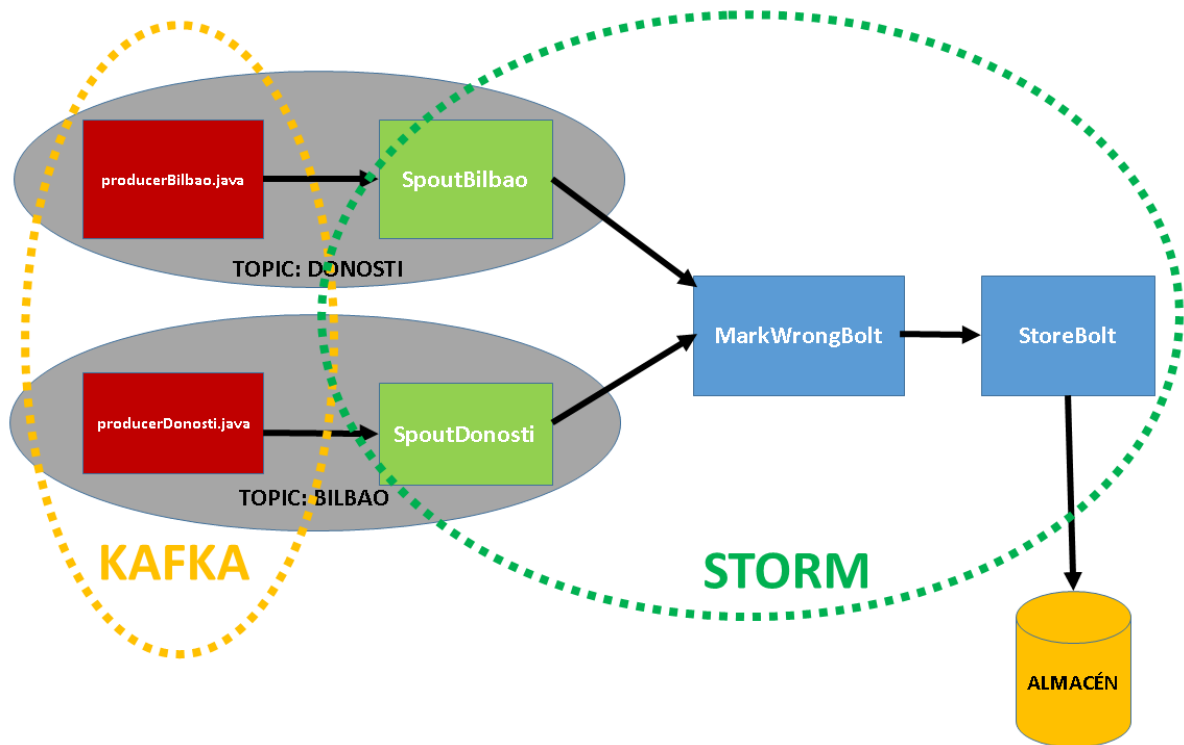 producerBilbao.java
SpoutBilbao
TOPIC: DONOSTI
MarkWrongBolt
StoreBolt
producerDonosti.java
SpoutDonosti
TOPIC: BILBAO
KAFKA
STORM
ALMACÉN